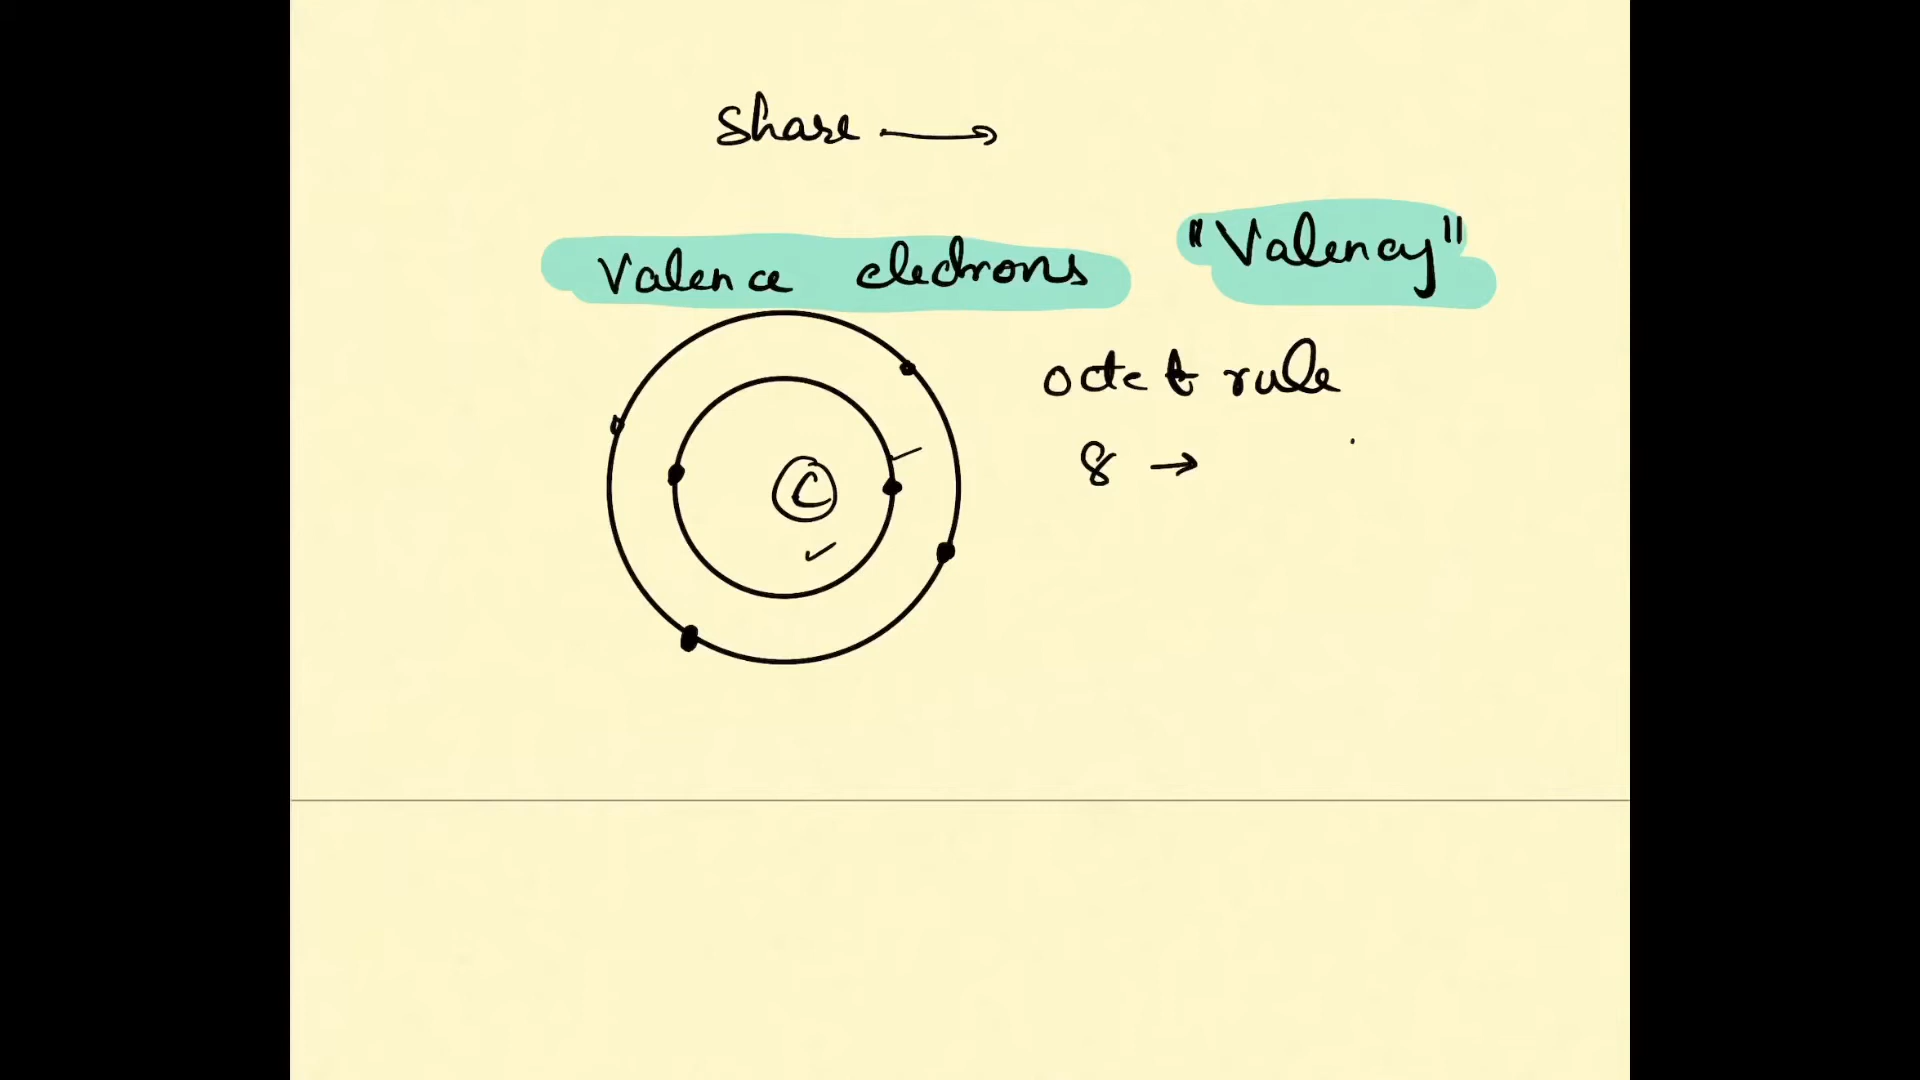 Share →
Valence electrons
"Valency"
octet rule
8 →
C